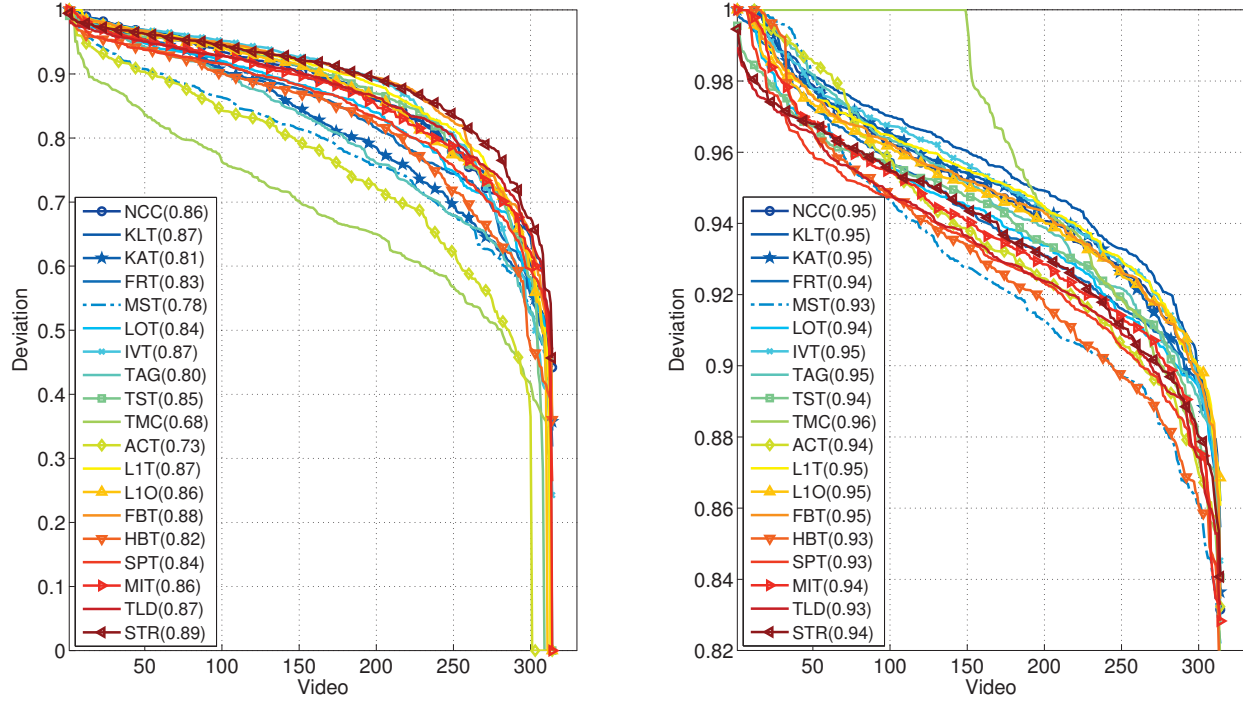 1
0.9
0.8
0.7
0.6
0.5
0.4
0.3
0.2
0.1
0
Deviation
NCC(0.86)
KLT(0.87)
KAT(0.81)
FRT(0.83)
MST(0.78)
LOT(0.84)
IVT(0.87)
TAG(0.80)
TST(0.85)
TMC(0.68)
ACT(0.73)
L1T(0.87)
L1O(0.86)
FBT(0.88)
HBT(0.82)
SPT(0.84)
MIT(0.86)
TLD(0.87)
STR(0.89)
50 100 150 200 250 300
Video
1
0.98
0.96
0.94
0.92
0.9
0.88
0.86
0.84
0.82
Deviation
NCC(0.95)
KLT(0.95)
KAT(0.95)
FRT(0.94)
MST(0.93)
LOT(0.94)
IVT(0.95)
TAG(0.95)
TST(0.94)
TMC(0.96)
ACT(0.94)
L1T(0.95)
L1O(0.95)
FBT(0.95)
HBT(0.93)
SPT(0.93)
MIT(0.94)
TLD(0.93)
STR(0.94)
50 100 150 200 250 300
Video